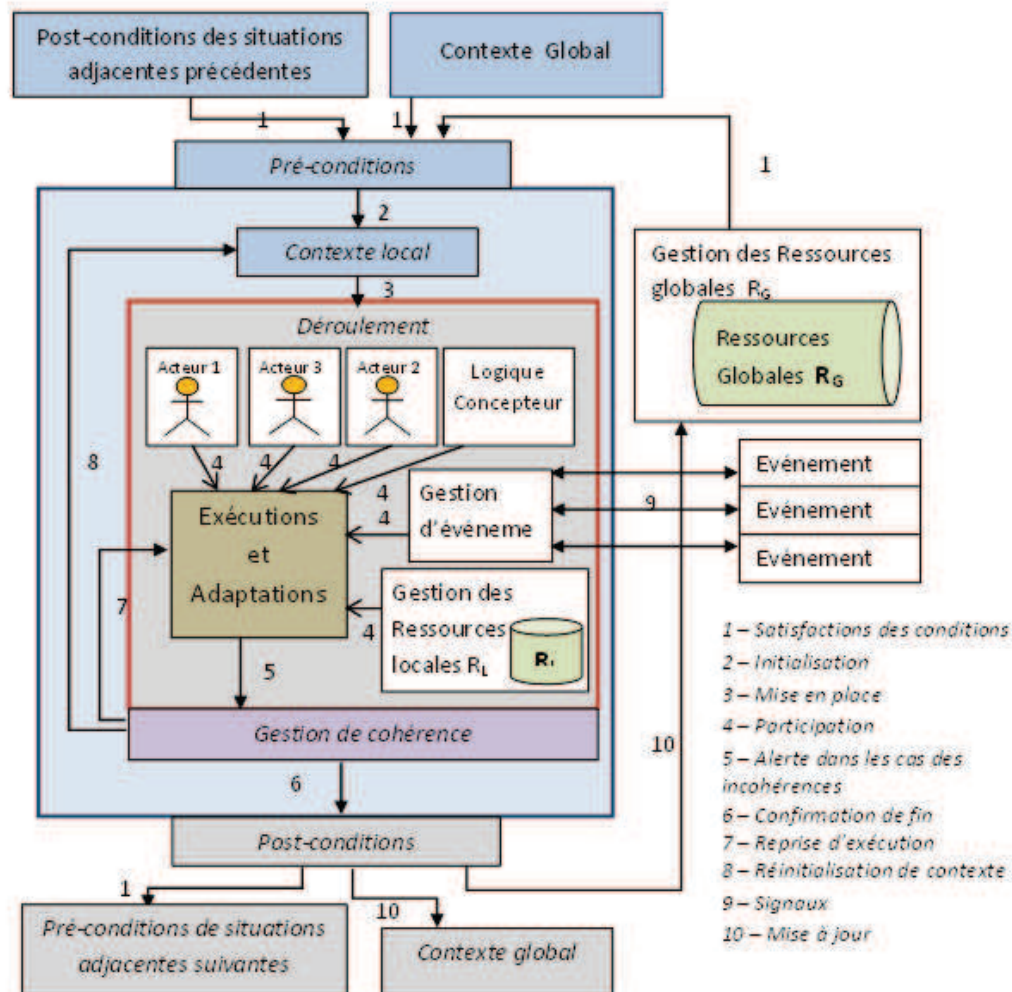 Post-conditions des situations
adjacentes précédentes
Contexte Global
1
1
1
Pré-conditions
2
Contexte local
3
Gestion des Ressources
globales R_G
Ressources
Globales R_G
Déroulement
Acteur 1
Acteur 3
Acteur 2
Logique
Concepteur
8
4
4
4
4
4
Exécutions
et
Adaptations
Gestion
d'événeme
9
Evénement
Evénement
Evénement
7
4
Gestion des
Ressources
locales R_L
R.
5
Gestion de cohérence
10
6
Post-conditions
1
10
Pré-conditions de situations
adjacentes suivantes
Contexte global
1 – Satisfactions des conditions
2 – Initialisation
3 – Mise en place
4 – Participation
5 – Alerte dans les cas des
incohérences
6 – Confirmation de fin
7 – Reprise d'exécution
8 – Réinitialisation de contexte
9 – Signaux
10 – Mise à jour